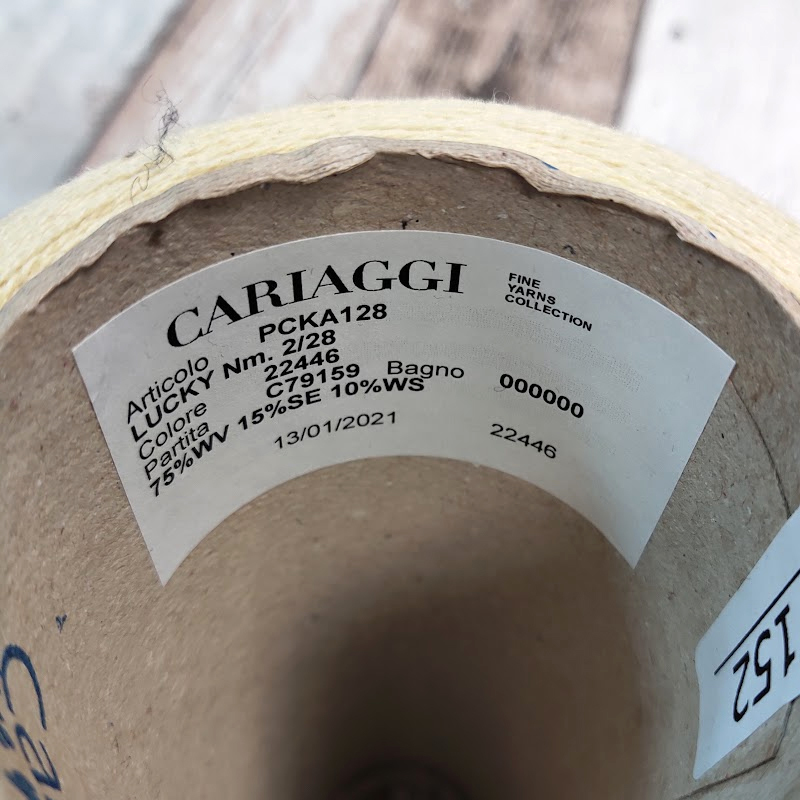 CARIAGGI
FINE
YARNS
COLLECTION
Articolo PCKA128
LUCKY Nm. 2/28
Colore 22446
Partita C79159 Bagno 000000
75%WV 15%SE 10%WS
13/01/2021 22446
152